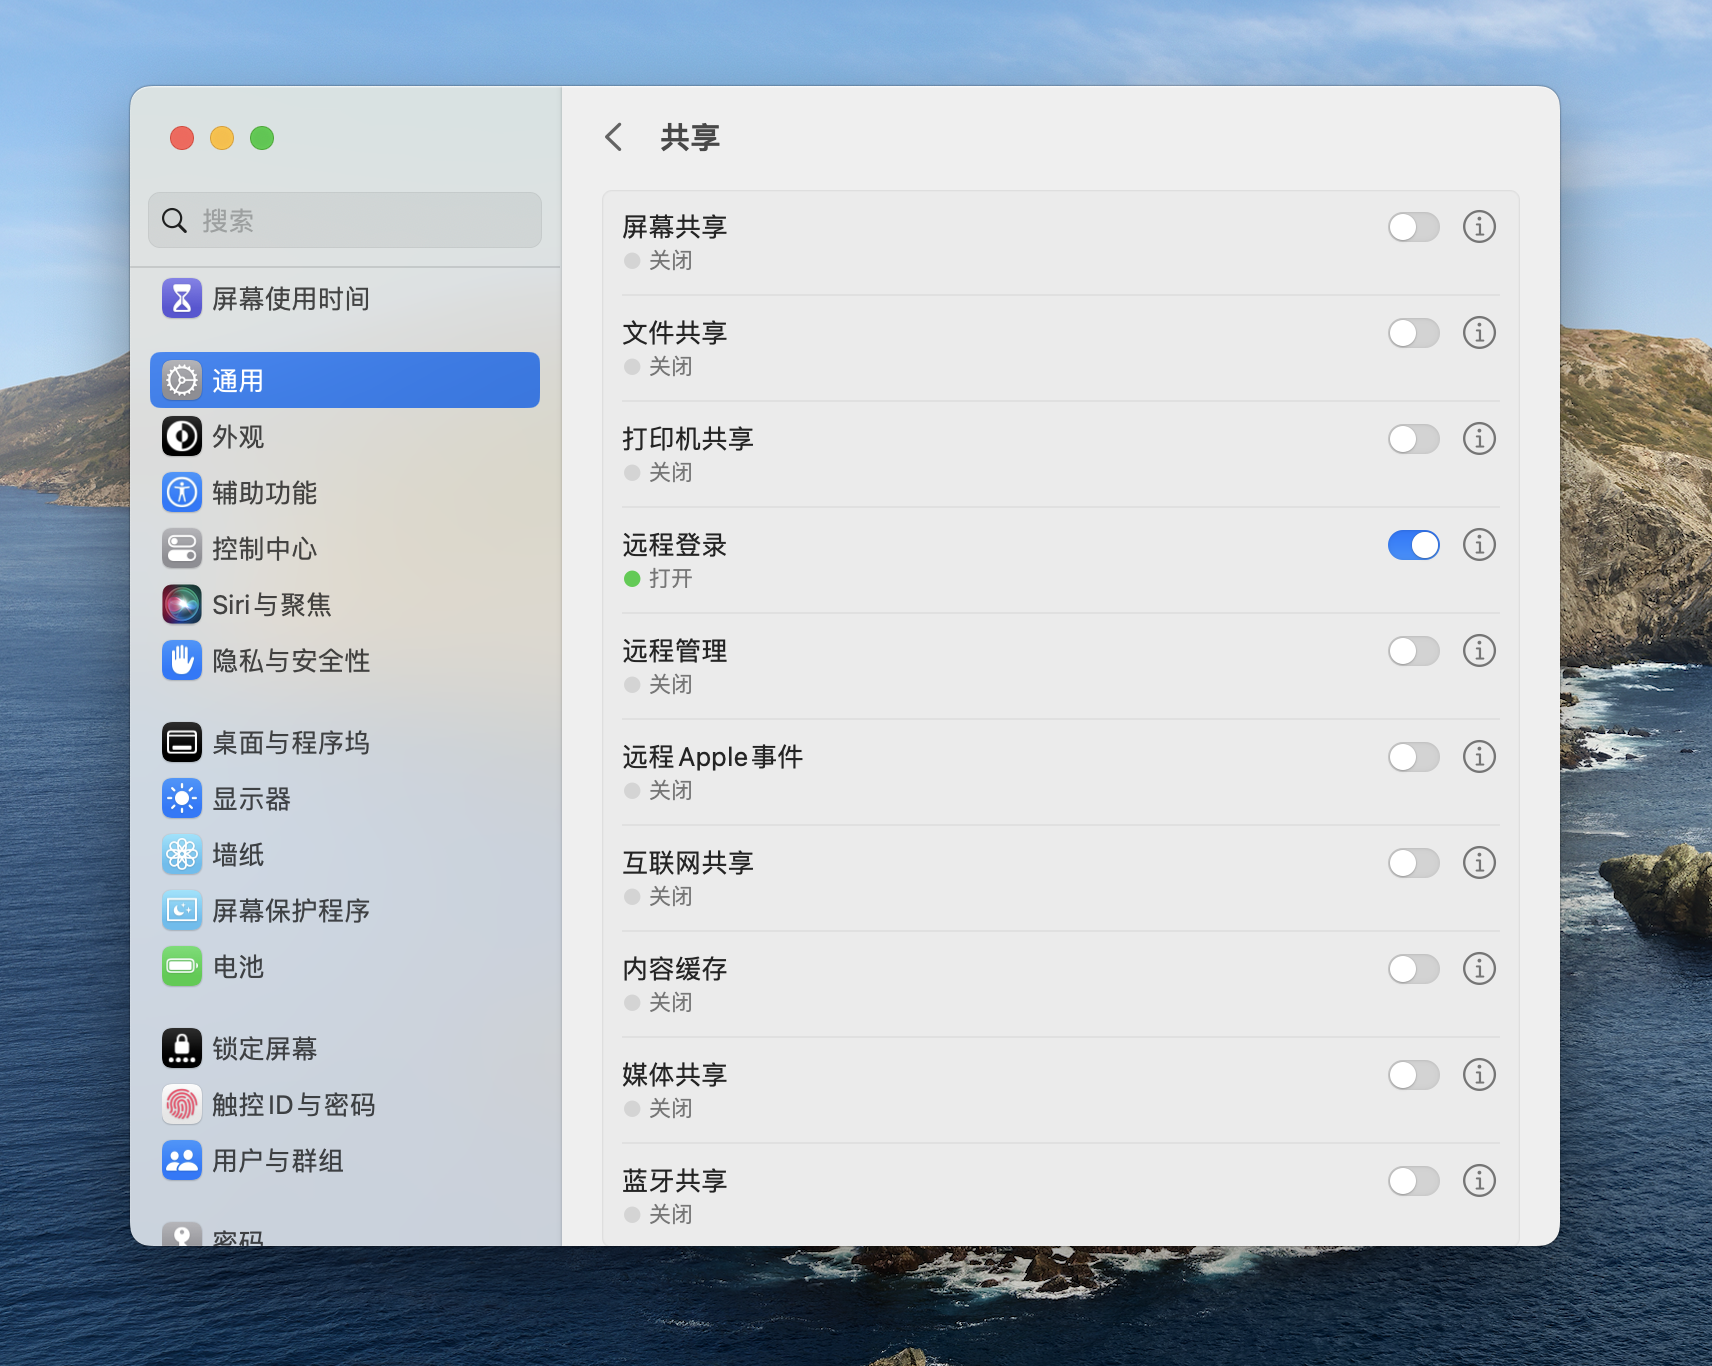 搜索
屏幕使用时间
通用
外观
辅助功能
控制中心
Siri与聚焦
隐私与安全性
桌面与程序坞
显示器
墙纸
屏幕保护程序
电池
锁定屏幕
触控ID与密码
用户与群组
密码
共享
屏幕共享
关闭
文件共享
关闭
打印机共享
关闭
远程登录
打开
远程管理
关闭
远程Apple事件
关闭
互联网共享
关闭
内容缓存
关闭
媒体共享
关闭
蓝牙共享
关闭